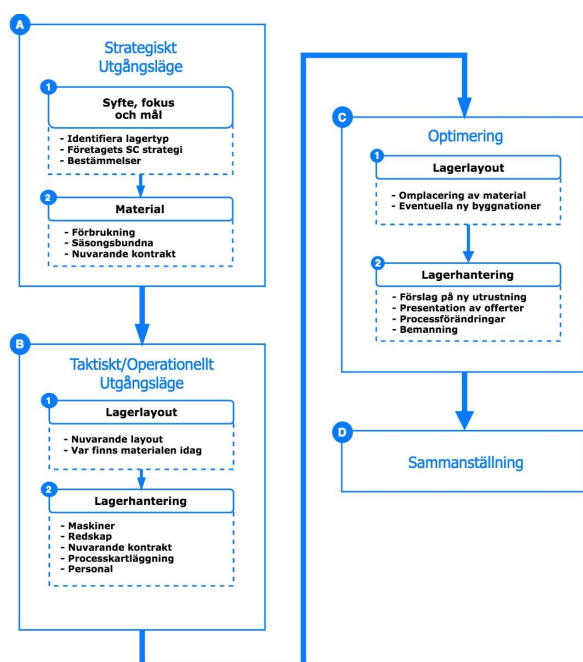 A
Strategiskt
Utgångsläge
1
Syfte, fokus
och mål
- Identifiera lagertyp
- Företagets SC strategi
- Bestämmelser
2
Material
- Förbrukning
- Säsongsbundna
- Nuvarande kontrakt
B
Taktiskt/Operationellt
Utgångsläge
1
Lagerlayout
- Nuvarande layout
- Var finns materialen idag
2
Lagerhantering
- Maskiner
- Redskap
- Nuvarande kontrakt
- Processkartläggning
- Personal
C
Optimering
1
Lagerlayout
- Omplacering av material
- Eventuella ny byggnationer
2
Lagerhantering
- Förslag på ny utrustning
- Presentation av offerter
- Processförändringar
- Bemanning
D
Sammanställning